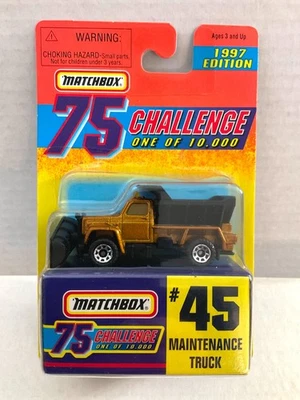 WARNING:
CHOKING HAZARD-Small parts.
Not for children under 3 years.
Ages 3 and Up.
1997
EDITION
MATCHBOX
75 CHALLENGE
ONE OF 10,000
MATCHBOX
75 CHALLENGE
ONE OF 10,000
#45
MAINTENANCE
TRUCK